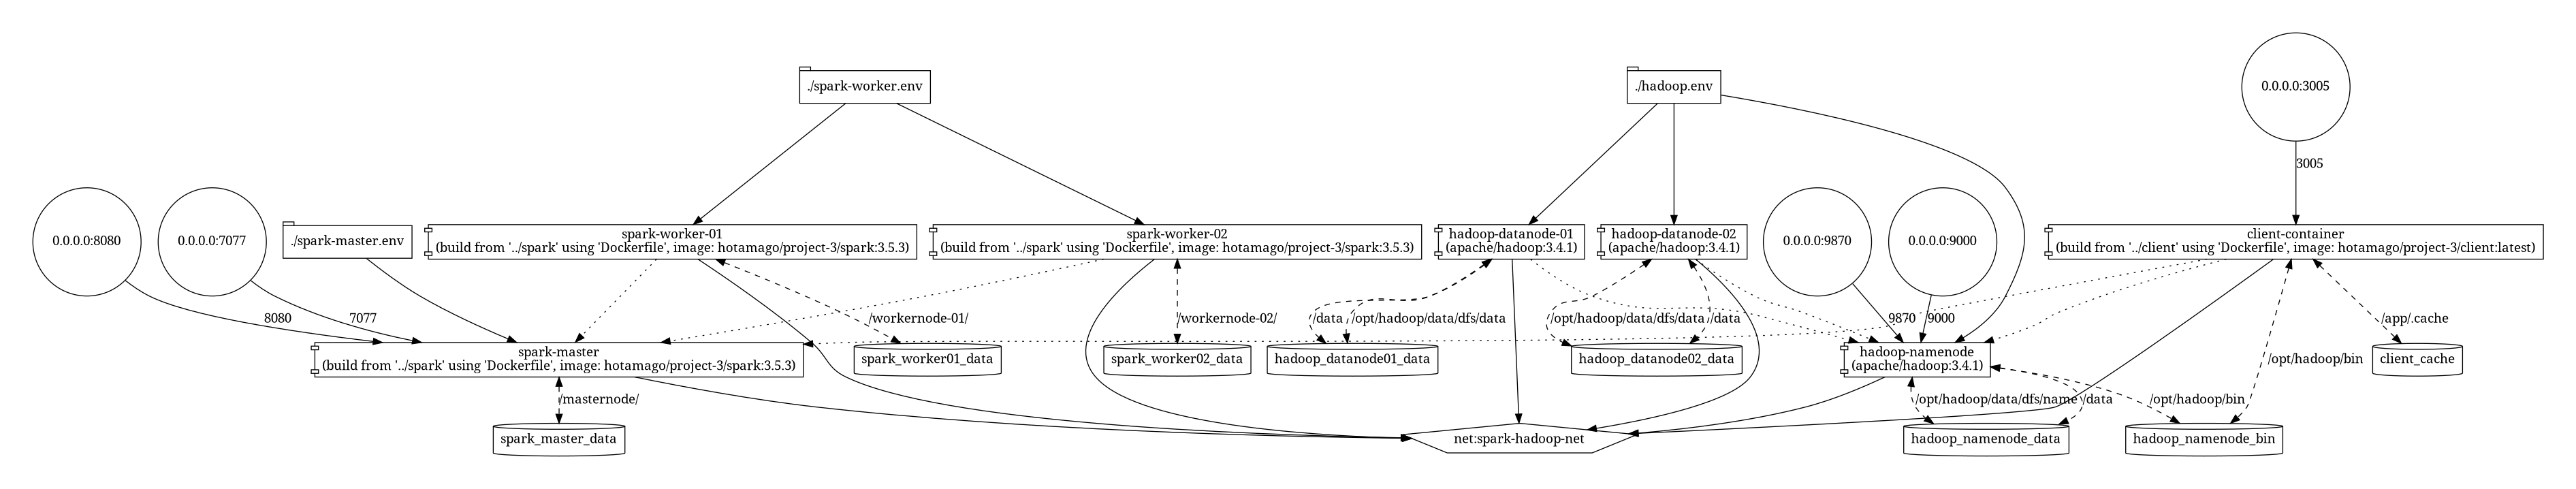 0.0.0.0:3005
./spark-worker.env
./hadoop.env
3005
0.0.0.0:8080
0.0.0.0:7077
./spark-master.env
spark-worker-01
(build from '../spark' using 'Dockerfile', image: hotamago/project-3/spark:3.5.3)
spark-worker-02
(build from '../spark' using 'Dockerfile', image: hotamago/project-3/spark:3.5.3)
hadoop-datanode-01
(apache/hadoop:3.4.1)
hadoop-datanode-02
(apache/hadoop:3.4.1)
0.0.0.0:9870
0.0.0.0:9000
client-container
(build from '../client' using 'Dockerfile', image: hotamago/project-3/client:latest)
8080
7077
/workernode-01/
/workernode-02/
/data
/opt/hadoop/data/dfs/data
/opt/hadoop/data/dfs/data
/data
9870
9000
/app/.cache
spark-master
(build from '../spark' using 'Dockerfile', image: hotamago/project-3/spark:3.5.3)
spark_worker01_data
spark_worker02_data
hadoop_datanode01_data
hadoop_datanode02_data
hadoop-namenode
(apache/hadoop:3.4.1)
/opt/hadoop/bin
client_cache
/masternode/
/opt/hadoop/data/dfs/name
/data
/opt/hadoop/bin
spark_master_data
net:spark-hadoop-net
hadoop_namenode_data
hadoop_namenode_bin